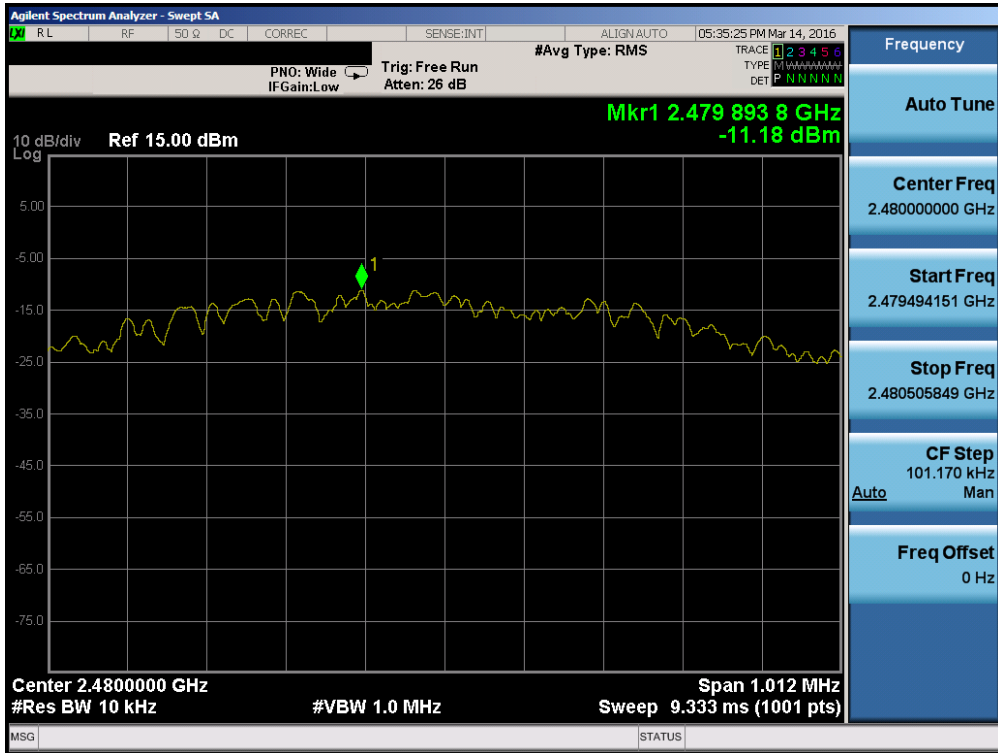 Agilent Spectrum Analyzer - Swept SA
LXI RL RF 50 Ω DC CORREC SENSE:INT ALIGN AUTO 05:35:25 PM Mar 14, 2016
#Avg Type: RMS
TRACE 1 2 3 4 5 6
PNO: Wide Trig: Free Run
TYPE M W W W W W
IFGain:Low Atten: 26 dB
DET P N N N N N
Mkr1 2.479 893 8 GHz
-11.18 dBm
10 dB/div Ref 15.00 dBm
Log
1
5.00
-5.00
-15.0
-25.0
-35.0
-45.0
-55.0
-65.0
-75.0
Center 2.4800000 GHz Span 1.012 MHz
#Res BW 10 kHz #VBW 1.0 MHz Sweep 9.333 ms (1001 pts)
MSG STATUS
Frequency
Auto Tune
Center Freq
2.480000000 GHz
Start Freq
2.479494151 GHz
Stop Freq
2.480505849 GHz
CF Step
101.170 kHz
Auto Man
Freq Offset
0 Hz